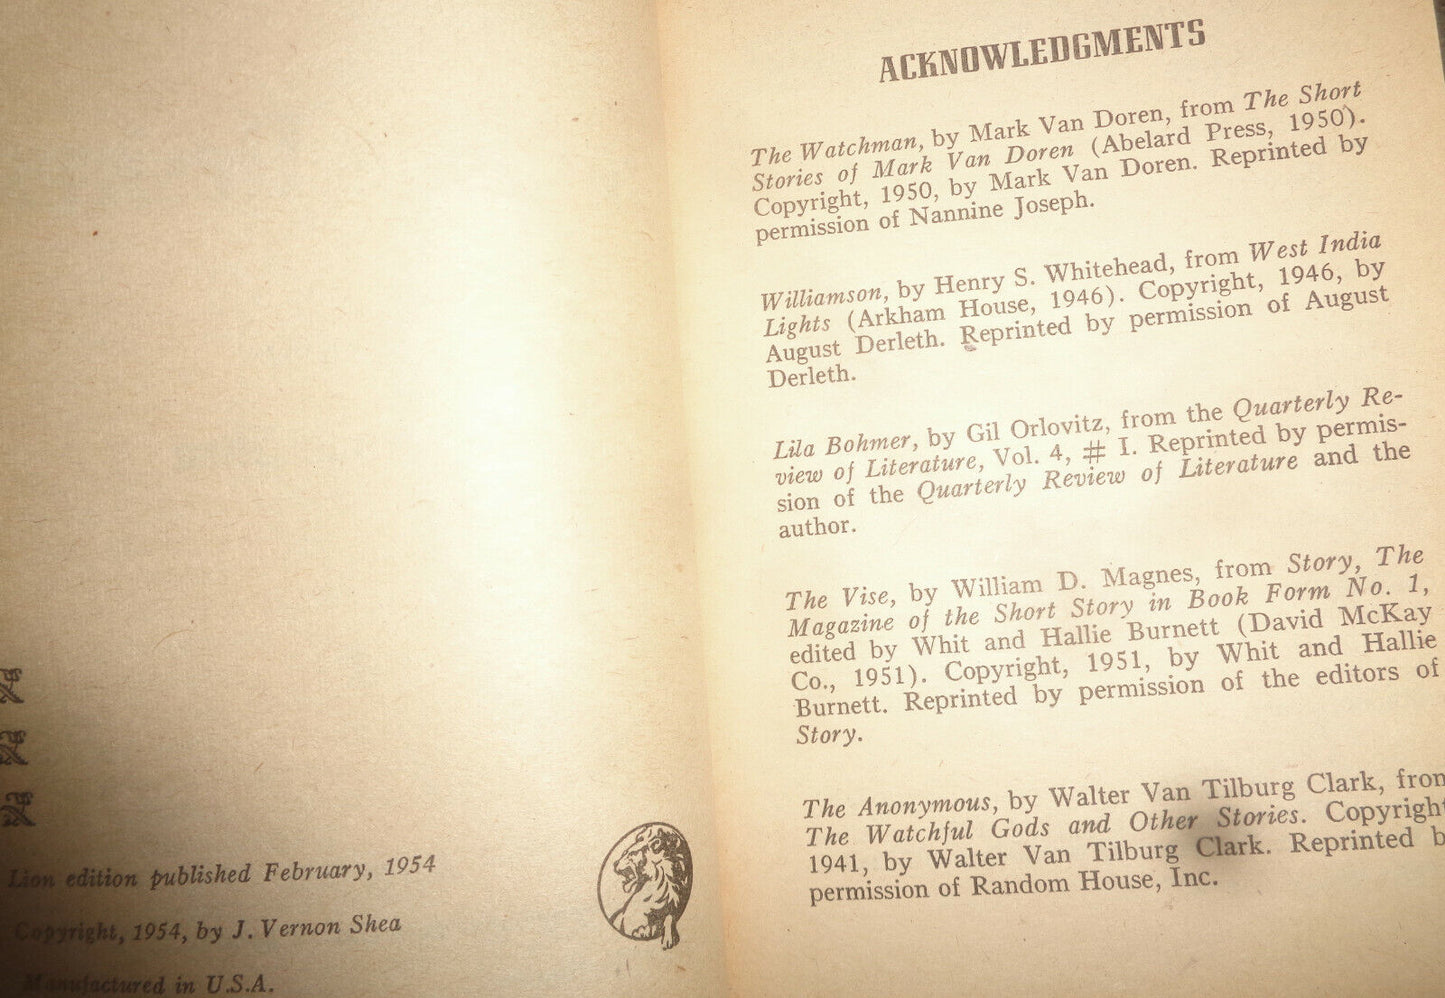 Lion edition published February, 1954
Copyright, 1954, by J. Vernon Shea
Manufactured in U.S.A.
ACKNOWLEDGMENTS
The Watchman, by Mark Van Doren, from The Short
Stories of Mark Van Doren (Abelard Press, 1950).
Copyright, 1950, by Mark Van Doren. Reprinted by
permission of Nannine Joseph.
Williamson, by Henry S. Whitehead, from West India
Lights (Arkham House, 1946). Copyright, 1946, by
August Derleth. Reprinted by permission of August
Derleth.
Lila Bohmer, by Gil Orlovitz, from the Quarterly Re-
view of Literature, Vol. 4, # I. Reprinted by permis-
sion of the Quarterly Review of Literature and the
author.
The Vise, by William D. Magnes, from Story, The
Magazine of the Short Story in Book Form No. 1,
edited by Whit and Hallie Burnett (David McKay
Co., 1951). Copyright, 1951, by Whit and Hallie
Burnett. Reprinted by permission of the editors of
Story.
The Anonymous, by Walter Van Tilburg Clark, from
The Watchful Gods and Other Stories. Copyright
1941, by Walter Van Tilburg Clark. Reprinted b
permission of Random House, Inc.